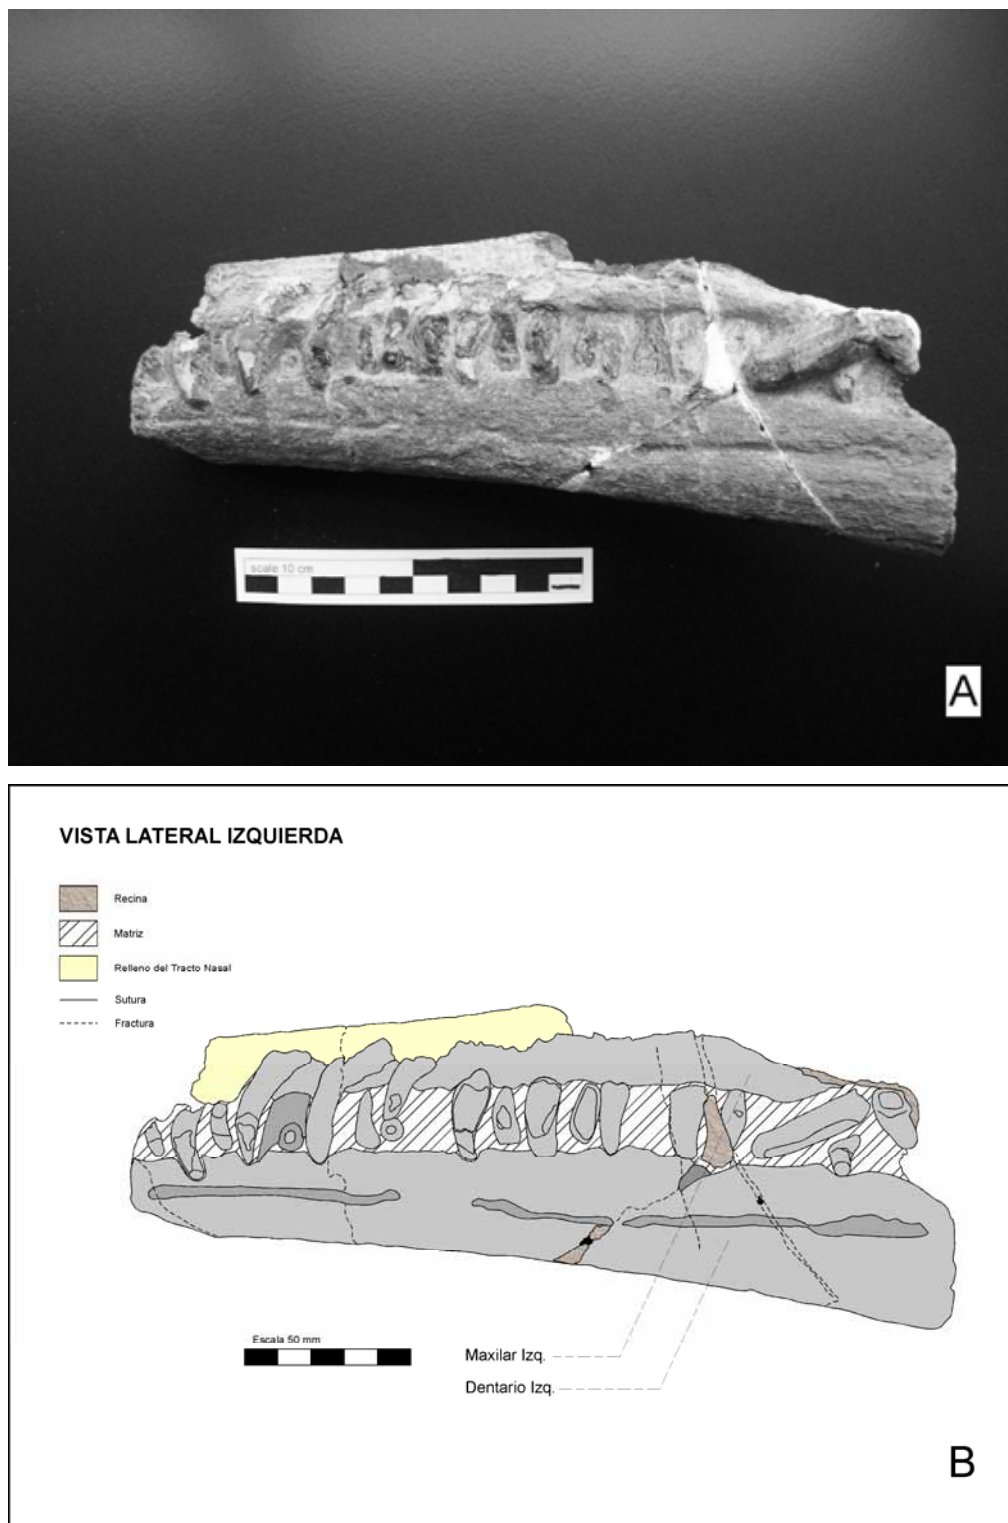 scale 10 cm
A
VISTA LATERAL IZQUIERDA
Recina
Matriz
Relleno del Tracto Nasal
Sutura
Fractura
Escala 50 mm
Maxilar Izq.
Dentario Izq.
B